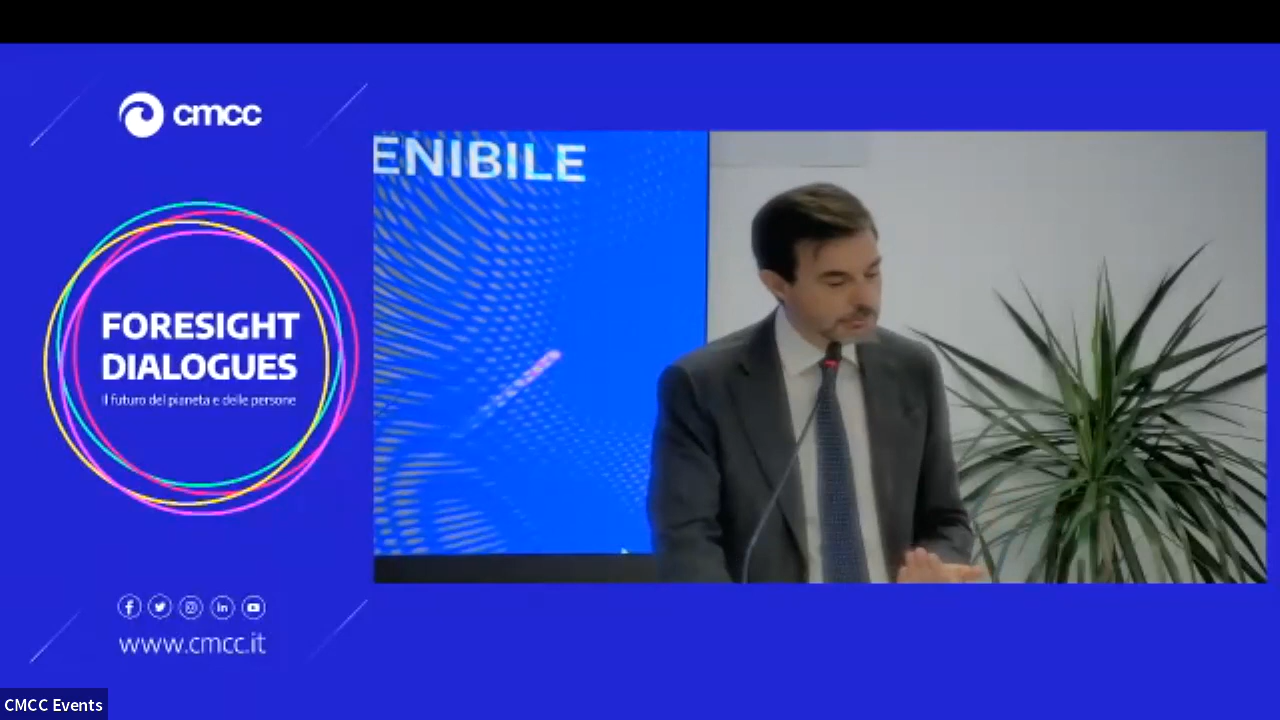 cmcc
FORESIGHT
DIALOGUES
Il futuro del pianeta e delle persone
www.cmcc.it
ENIBILE
CMCC Events